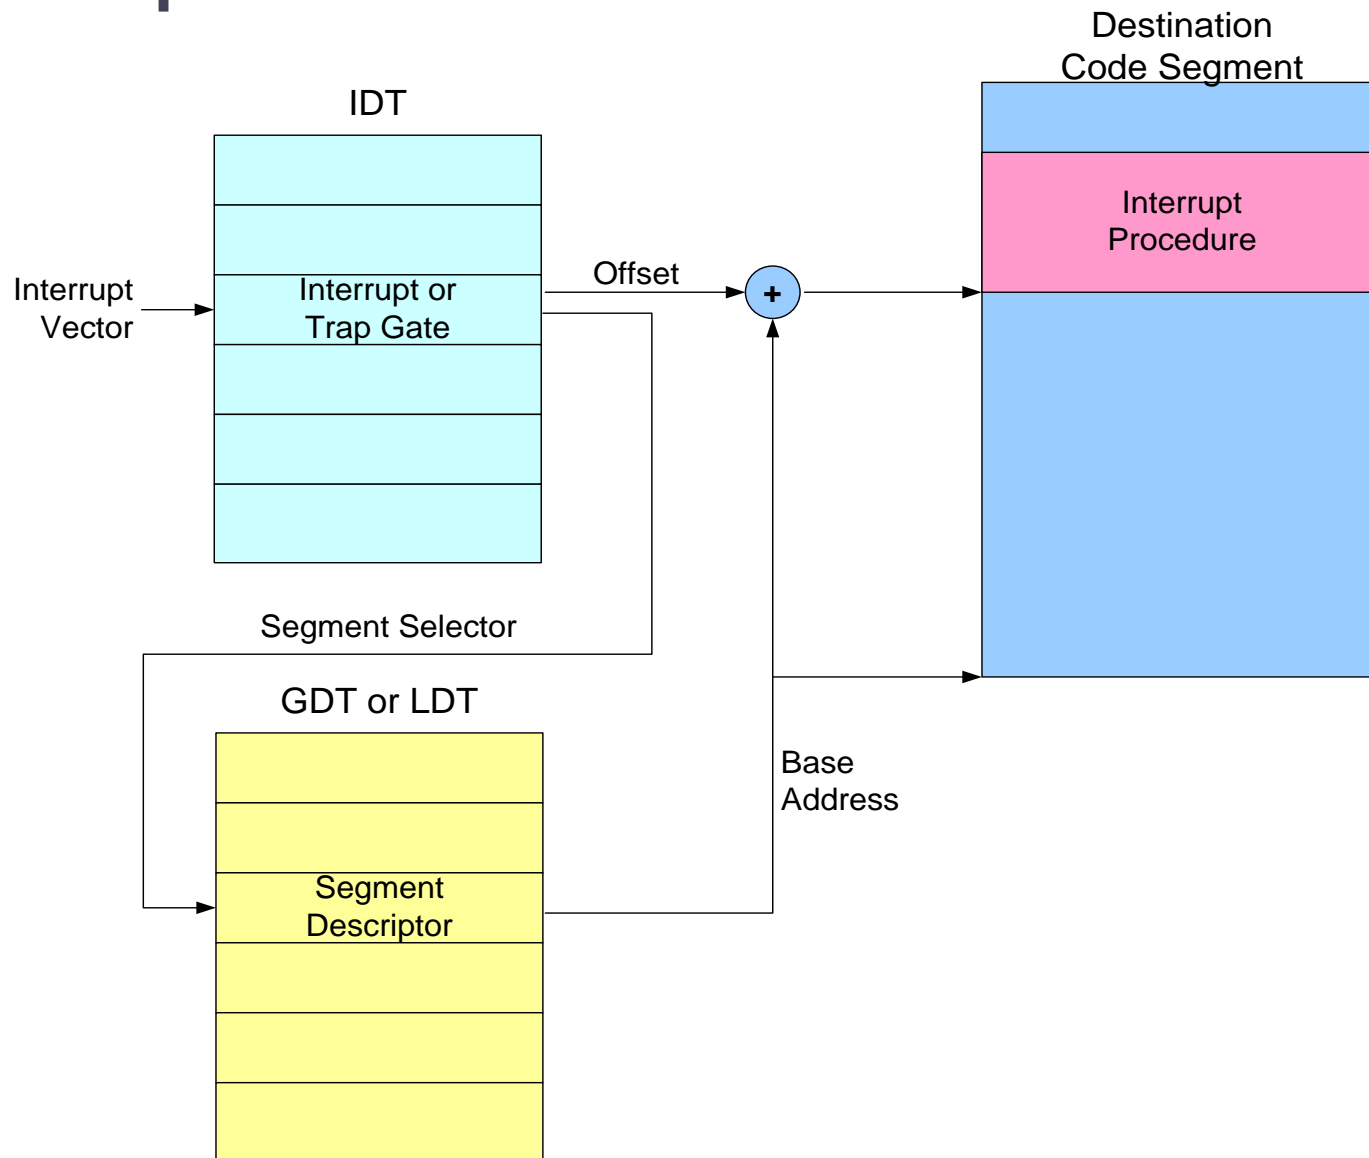 Destination
Code Segment
IDT
Interrupt
Procedure
Interrupt
Vector
Interrupt or
Trap Gate
Offset
+
Segment Selector
GDT or LDT
Base
Address
Segment
Descriptor